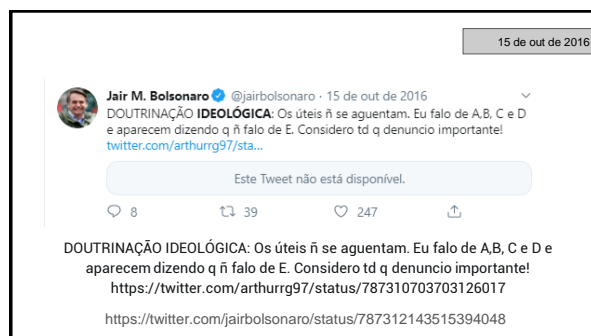 15 de out de 2016
Jair M. Bolsonaro @jairbolsonaro · 15 de out de 2016
DOUTRINAÇÃO IDEOLÓGICA: Os úteis ñ se aguentam. Eu falo de A,B, C e D
e aparecem dizendo q ñ falo de E. Considero td q denuncio importante!
twitter.com/arthurrg97/sta...
Este Tweet não está disponível.
8 39 247
DOUTRINAÇÃO IDEOLÓGICA: Os úteis ñ se aguentam. Eu falo de A,B, C e D e
aparecem dizendo q ñ falo de E. Considero td q denuncio importante!
https://twitter.com/arthurrg97/status/787310703703126017
https://twitter.com/jairbolsonaro/status/787312143515394048